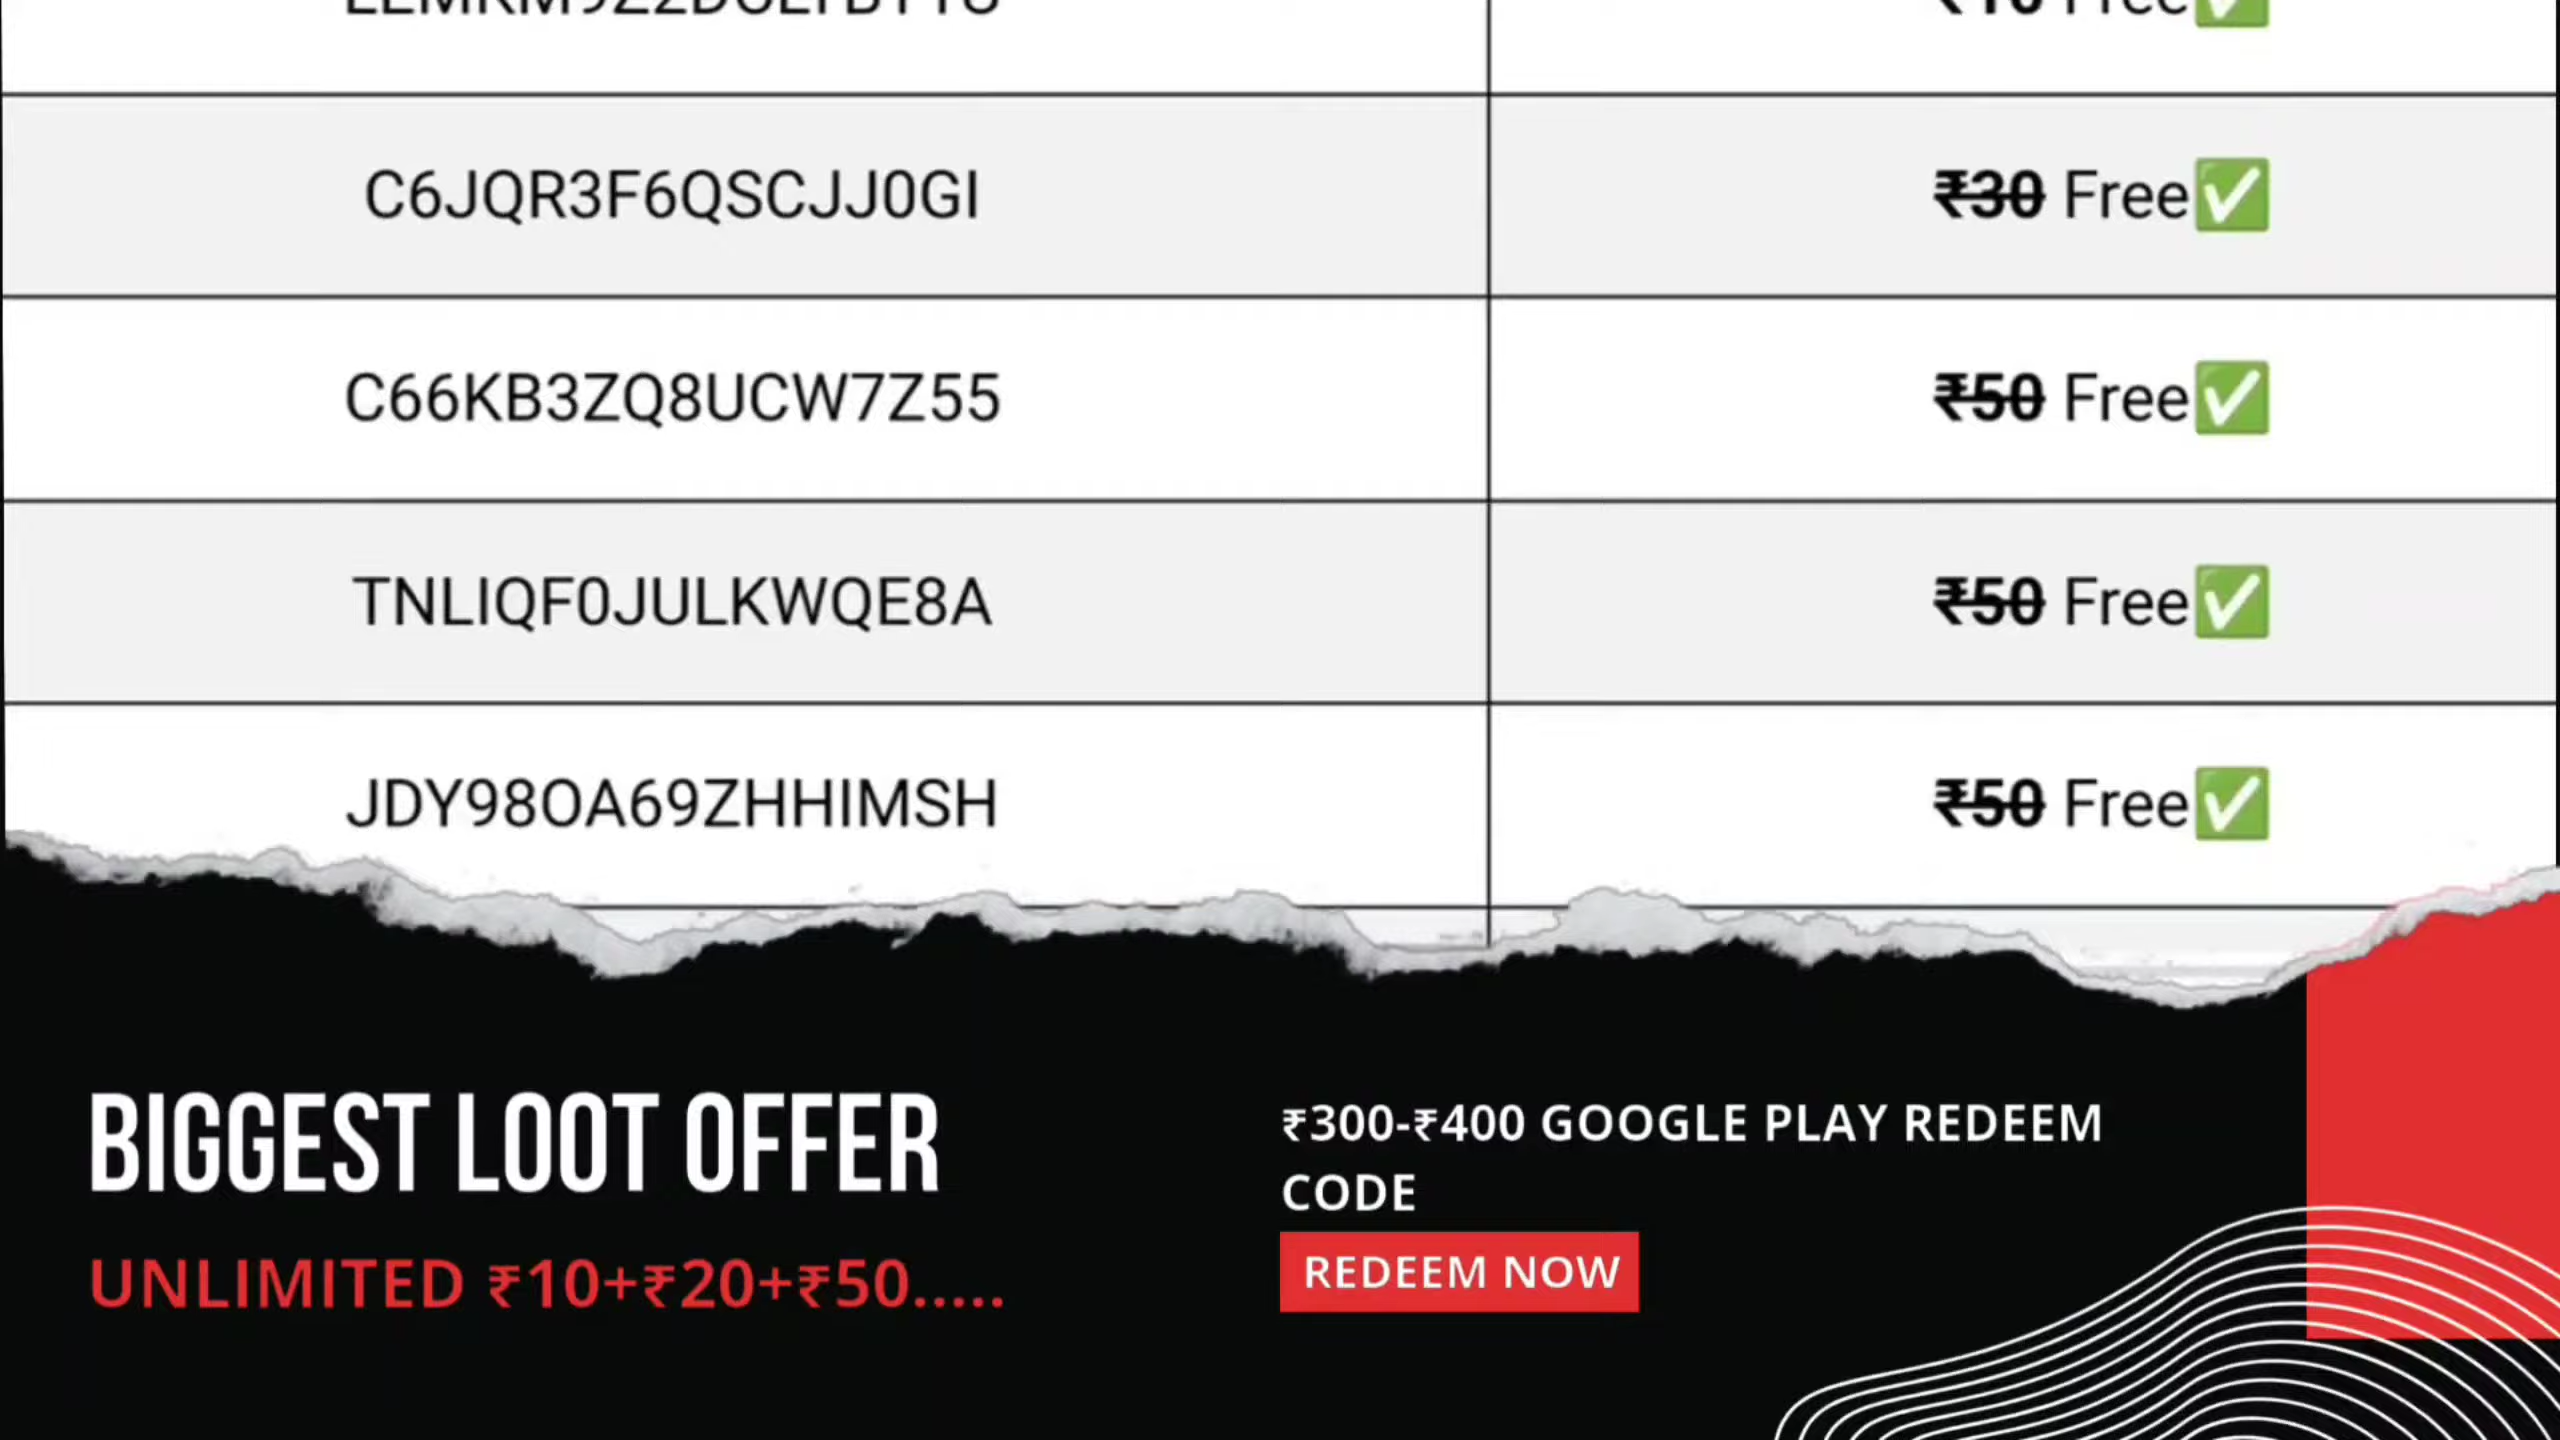 Free✅
C6JQR3F6QSCJJ0GI ₹30 Free✅
C66KB3ZQ8UCW7Z55 ₹50 Free✅
TNLIQF0JULKWQE8A ₹50 Free✅
JDY98OA69ZHHIMSH ₹50 Free✅
BIGGEST LOOT OFFER
UNLIMITED ₹10+₹20+₹50.....
₹300-₹400 GOOGLE PLAY REDEEM
CODE
REDEEM NOW